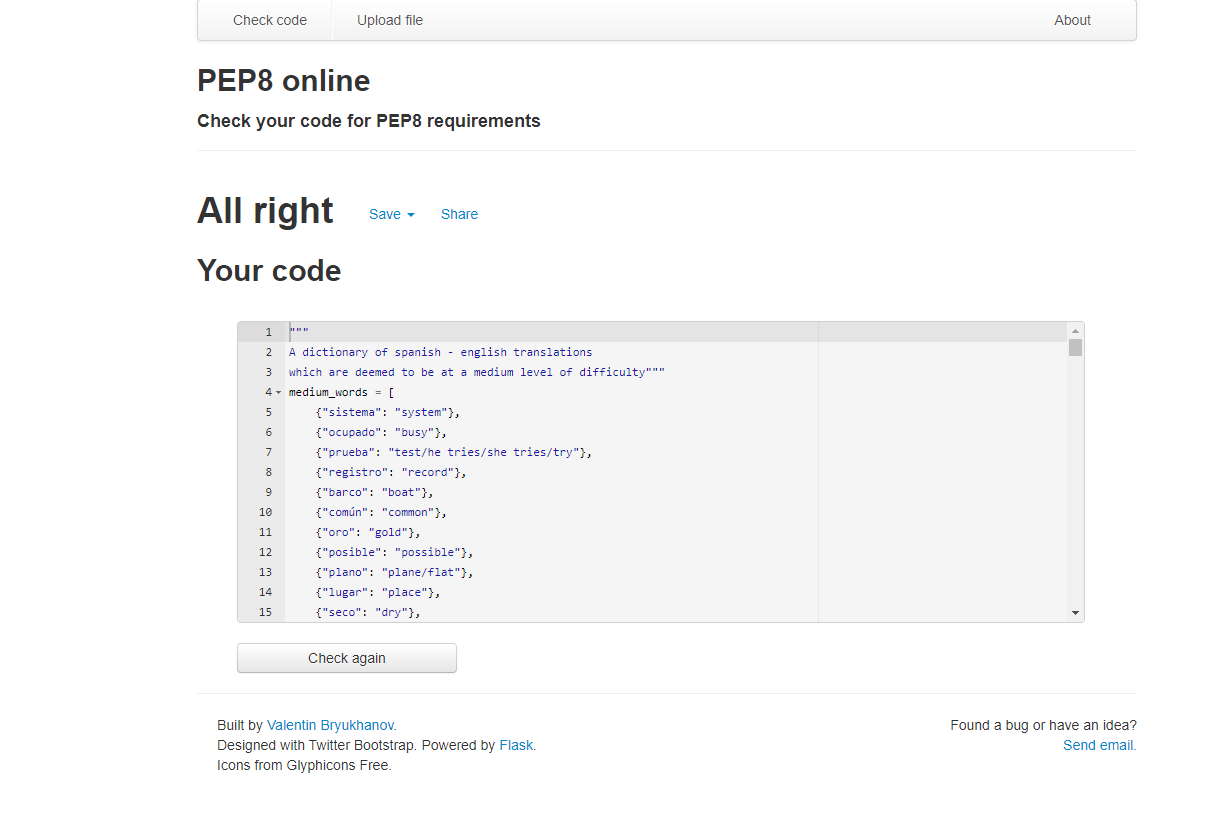 Check code Upload file About
PEP8 online
Check your code for PEP8 requirements
All right Save Share
Your code
1 """
2 A dictionary of spanish - english translations
3 which are deemed to be at a medium level of difficulty"""
4 medium_words = [
5 {"sistema": "system"},
6 {"ocupado": "busy"},
7 {"prueba": "test/he tries/she tries/try"},
8 {"registro": "record"},
9 {"barco": "boat"},
10 {"común": "common"},
11 {"oro": "gold"},
12 {"posible": "possible"},
13 {"plano": "plane/flat"},
14 {"lugar": "place"},
15 {"seco": "dry"},
Check again
Built by Valentin Bryukhanov. Found a bug or have an idea?
Designed with Twitter Bootstrap. Powered by Flask. Send email.
Icons from Glyphicons Free.